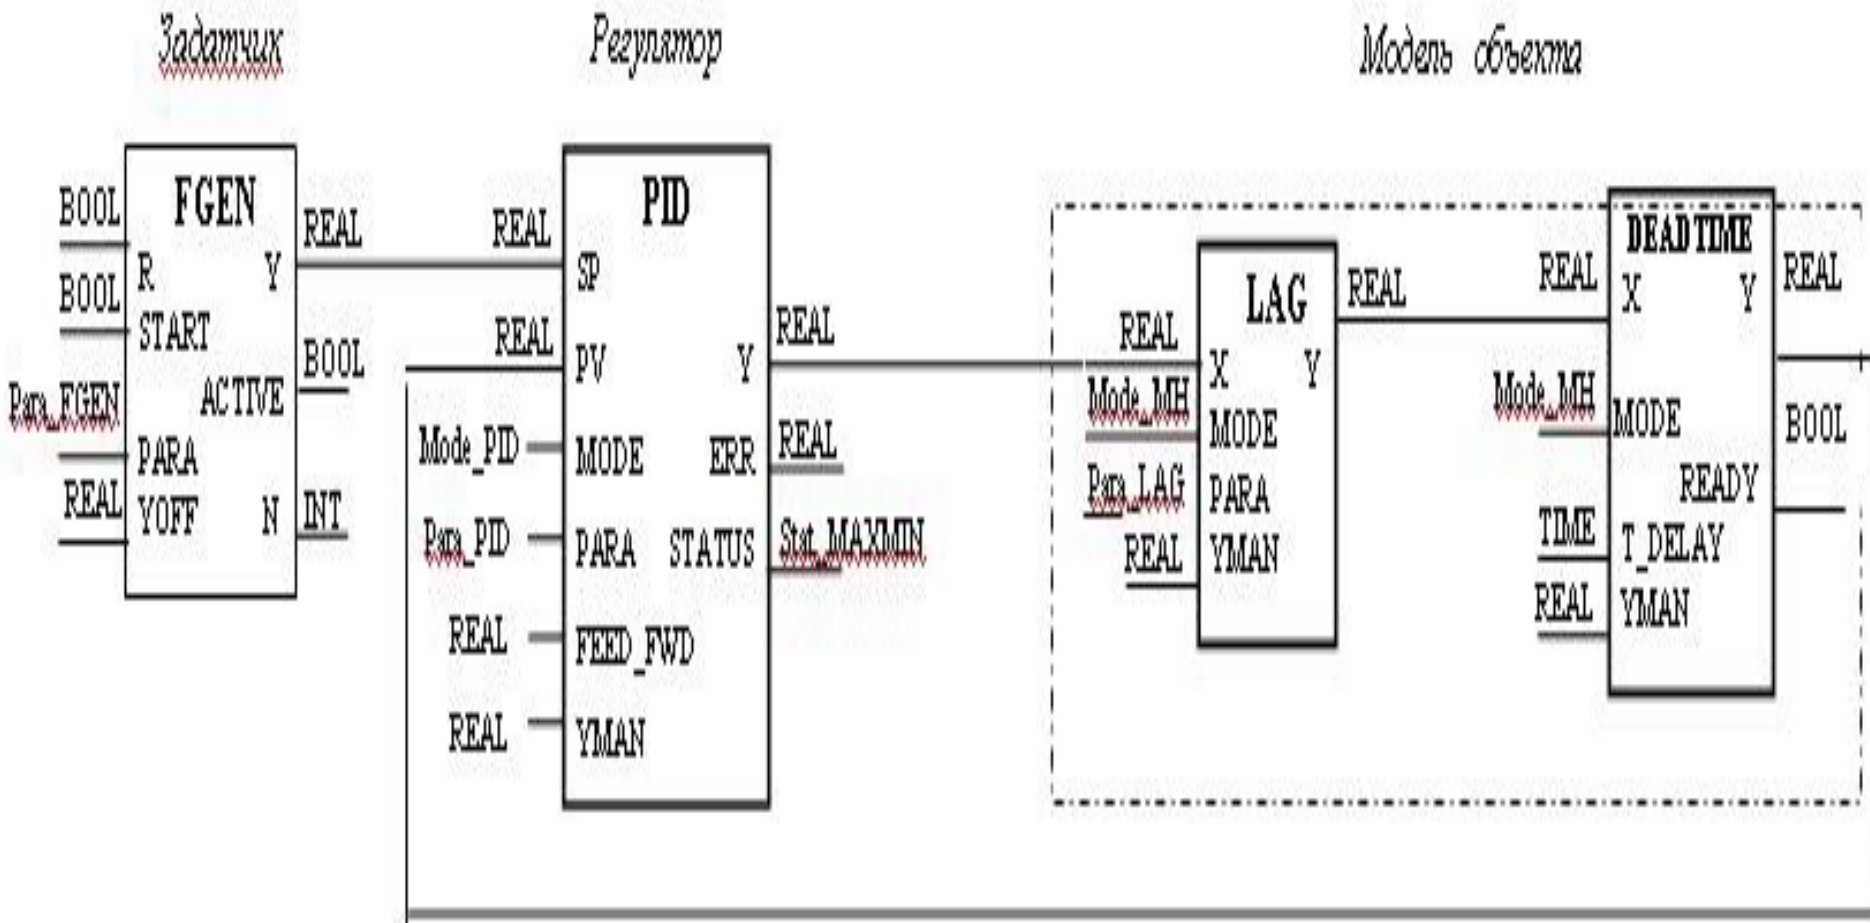 Задатчик
Регулятор
Модель объекта
FGEN
BOOL
R
Y
REAL
BOOL
START
ACTIVE
BOOL
Para_FGEN
PARA
REAL
YOFF
N
INT
PID
REAL
SP
REAL
PV
Y
REAL
Mode_PID
MODE
ERR
REAL
Para_PID
PARA
STATUS
Stat_MAXMIN
REAL
FEED_FWD
REAL
YMAN
LAG
REAL
X
Y
REAL
Mode_MH
MODE
Para_LAG
PARA
REAL
YMAN
DEADTIME
REAL
X
Y
REAL
Mode_MH
MODE
BOOL
READY
TIME
T_DELAY
REAL
YMAN